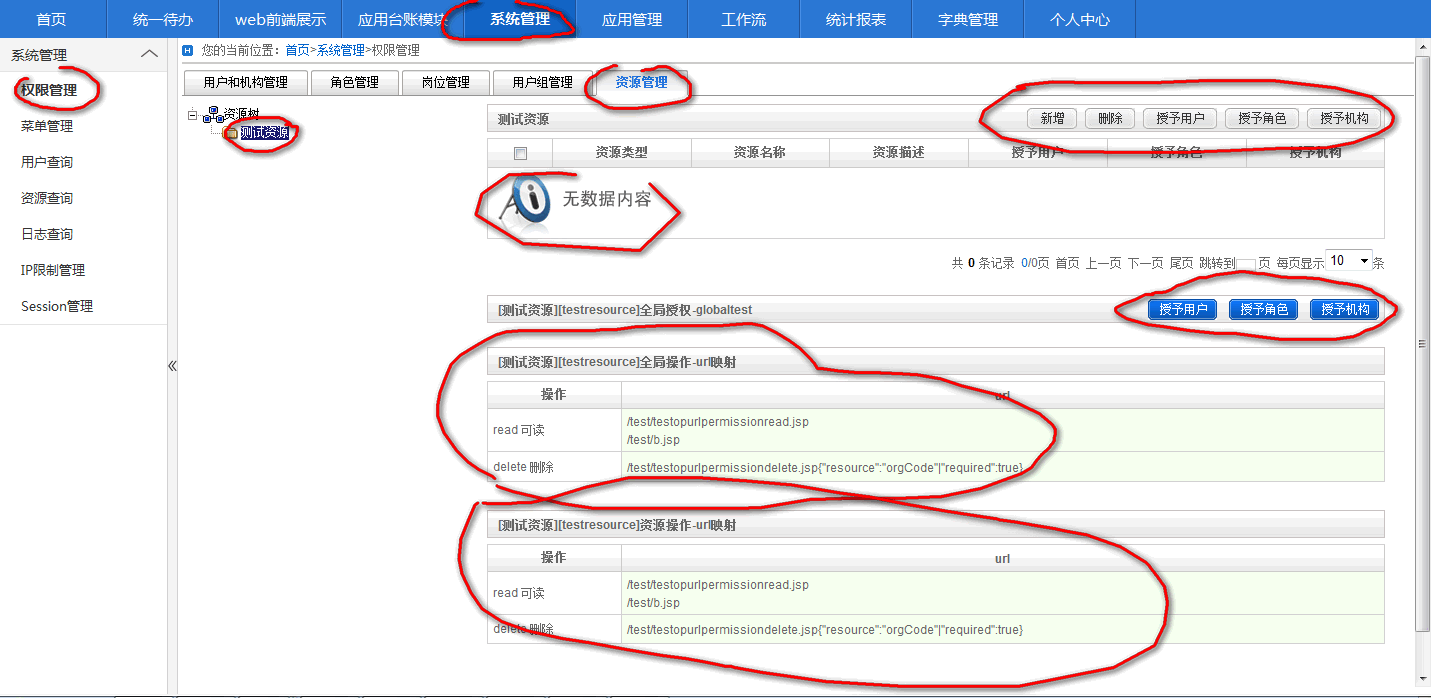 首页 统一待办 web前端展示 应用台账模块 系统管理 应用管理 工作流 统计报表 字典管理 个人中心
系统管理
权限管理
菜单管理
用户查询
资源查询
日志查询
IP限制管理
Session管理
您的当前位置：首页>系统管理>权限管理
用户和机构管理 角色管理 岗位管理 用户组管理 资源管理
资源树
测试资源
测试资源 新增 删除 授予用户 授予角色 授予机构
资源类型 资源名称 资源描述 授予用户 授予角色 授予机构
无数据内容
共 0 条记录 0/0页 首页 上一页 下一页 尾页 跳转到 页 每页显示 10 条
[测试资源][testresource]全局授权-globaltest 授予用户 授予角色 授予机构
[测试资源][testresource]全局操作-url映射
操作 url
read 可读 /test/testopurlpermissionread.jsp
/test/b.jsp
delete 删除 /test/testopurlpermissiondelete.jsp{"resource":"orgCode"|"required":true}
[测试资源][testresource]资源操作-url映射
操作 url
read 可读 /test/testopurlpermissionread.jsp
/test/b.jsp
delete 删除 /test/testopurlpermissiondelete.jsp{"resource":"orgCode"|"required":true}